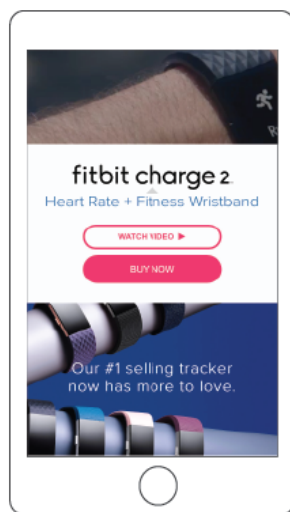 fitbit charge 2
Heart Rate + Fitness Wristband
WATCH VIDEO
BUY NOW
Our #1 selling tracker
now has more to love.